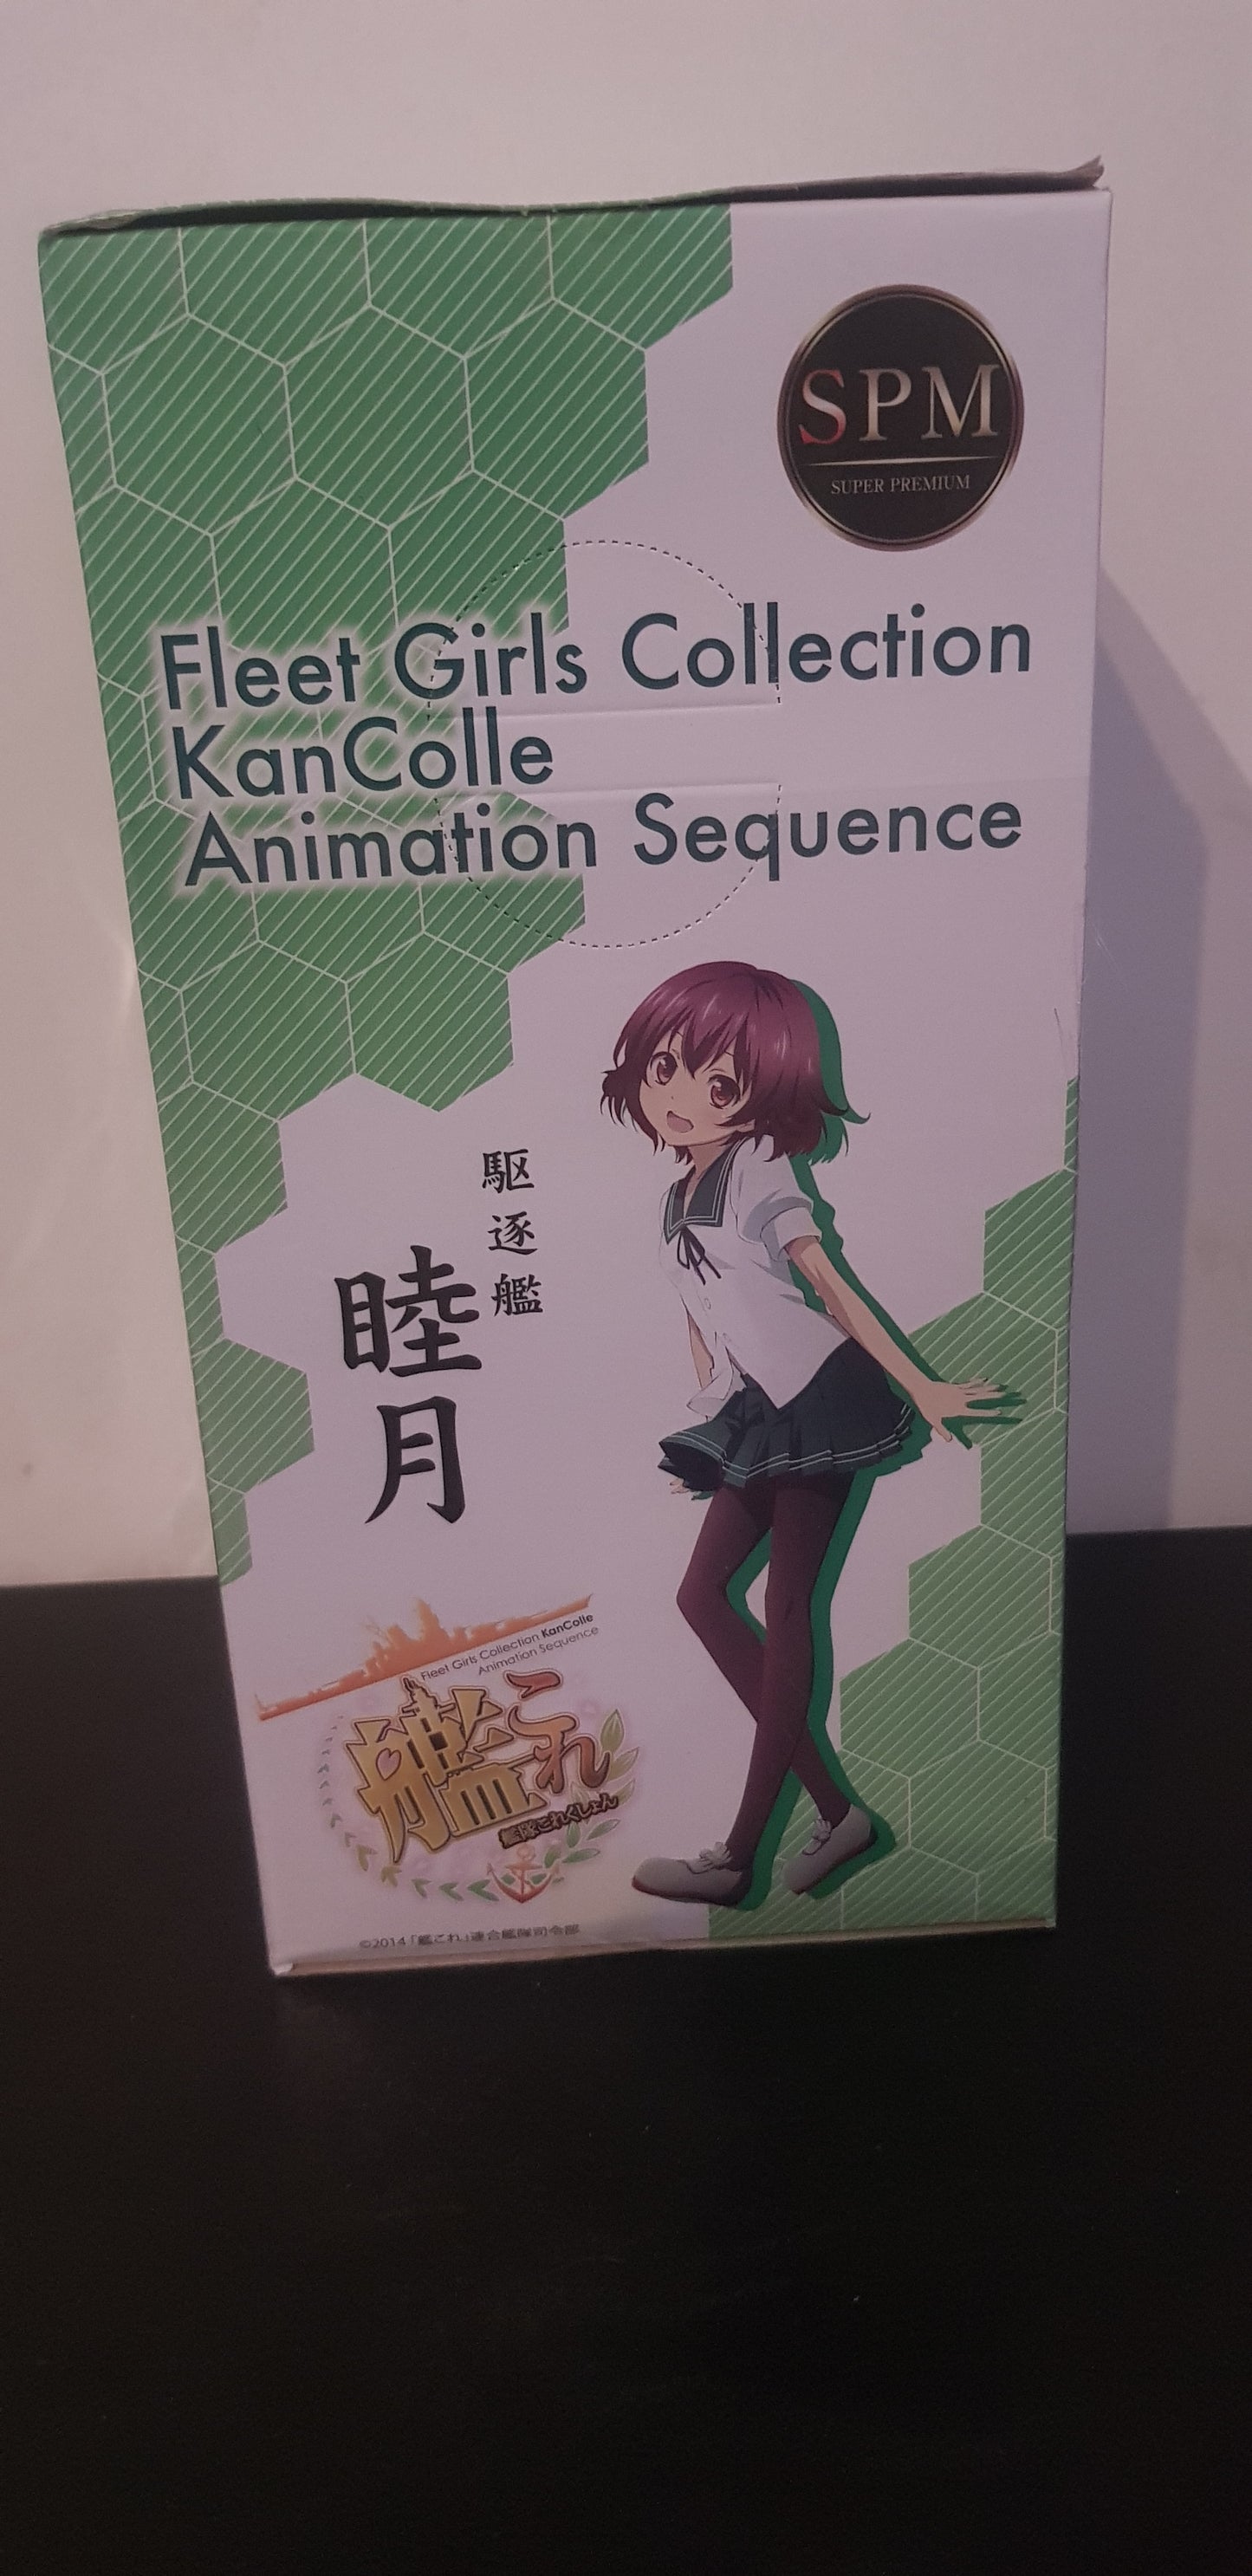 SPM
SUPER PREMIUM
Fleet Girls Collection
KanColle
Animation Sequence
駆逐艦
睦月
Fleet Girls Collection KanColle
Animation Sequence
艦これ
艦隊これくしょん
©2014「艦これ」連合艦隊司令部